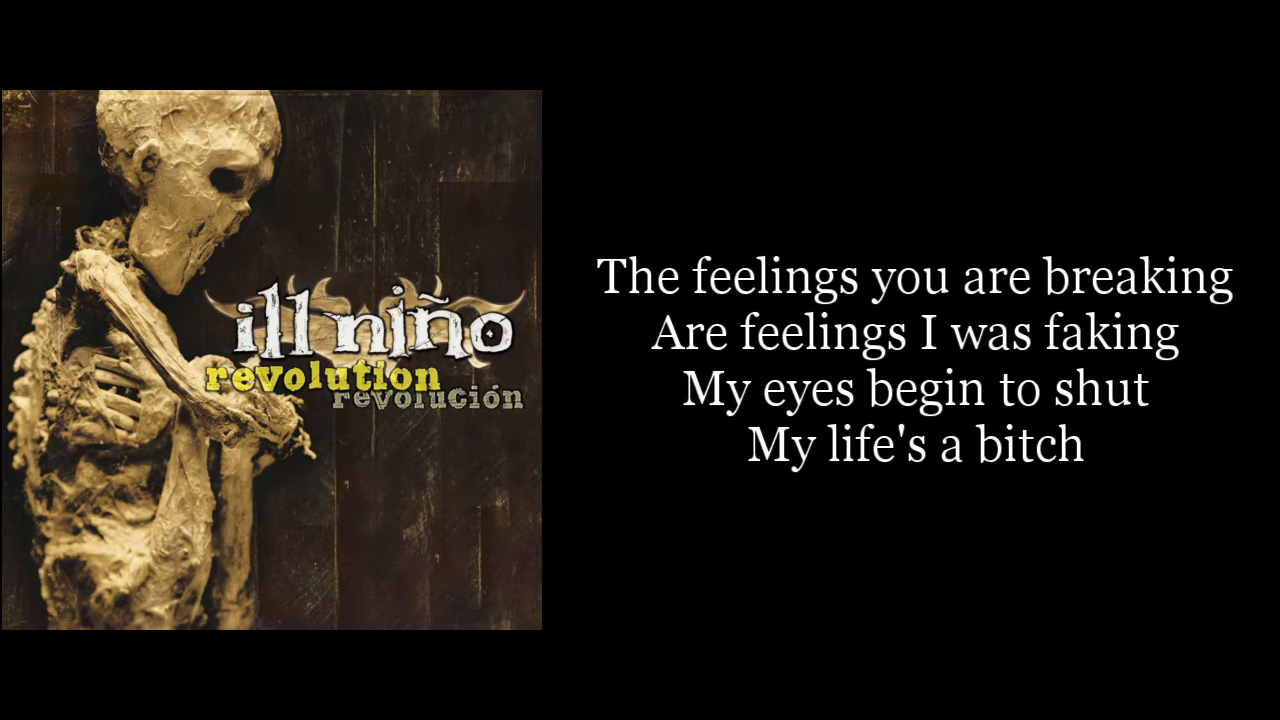 ill niño
revolution
revolución
The feelings you are breaking
Are feelings I was faking
My eyes begin to shut
My life's a bitch